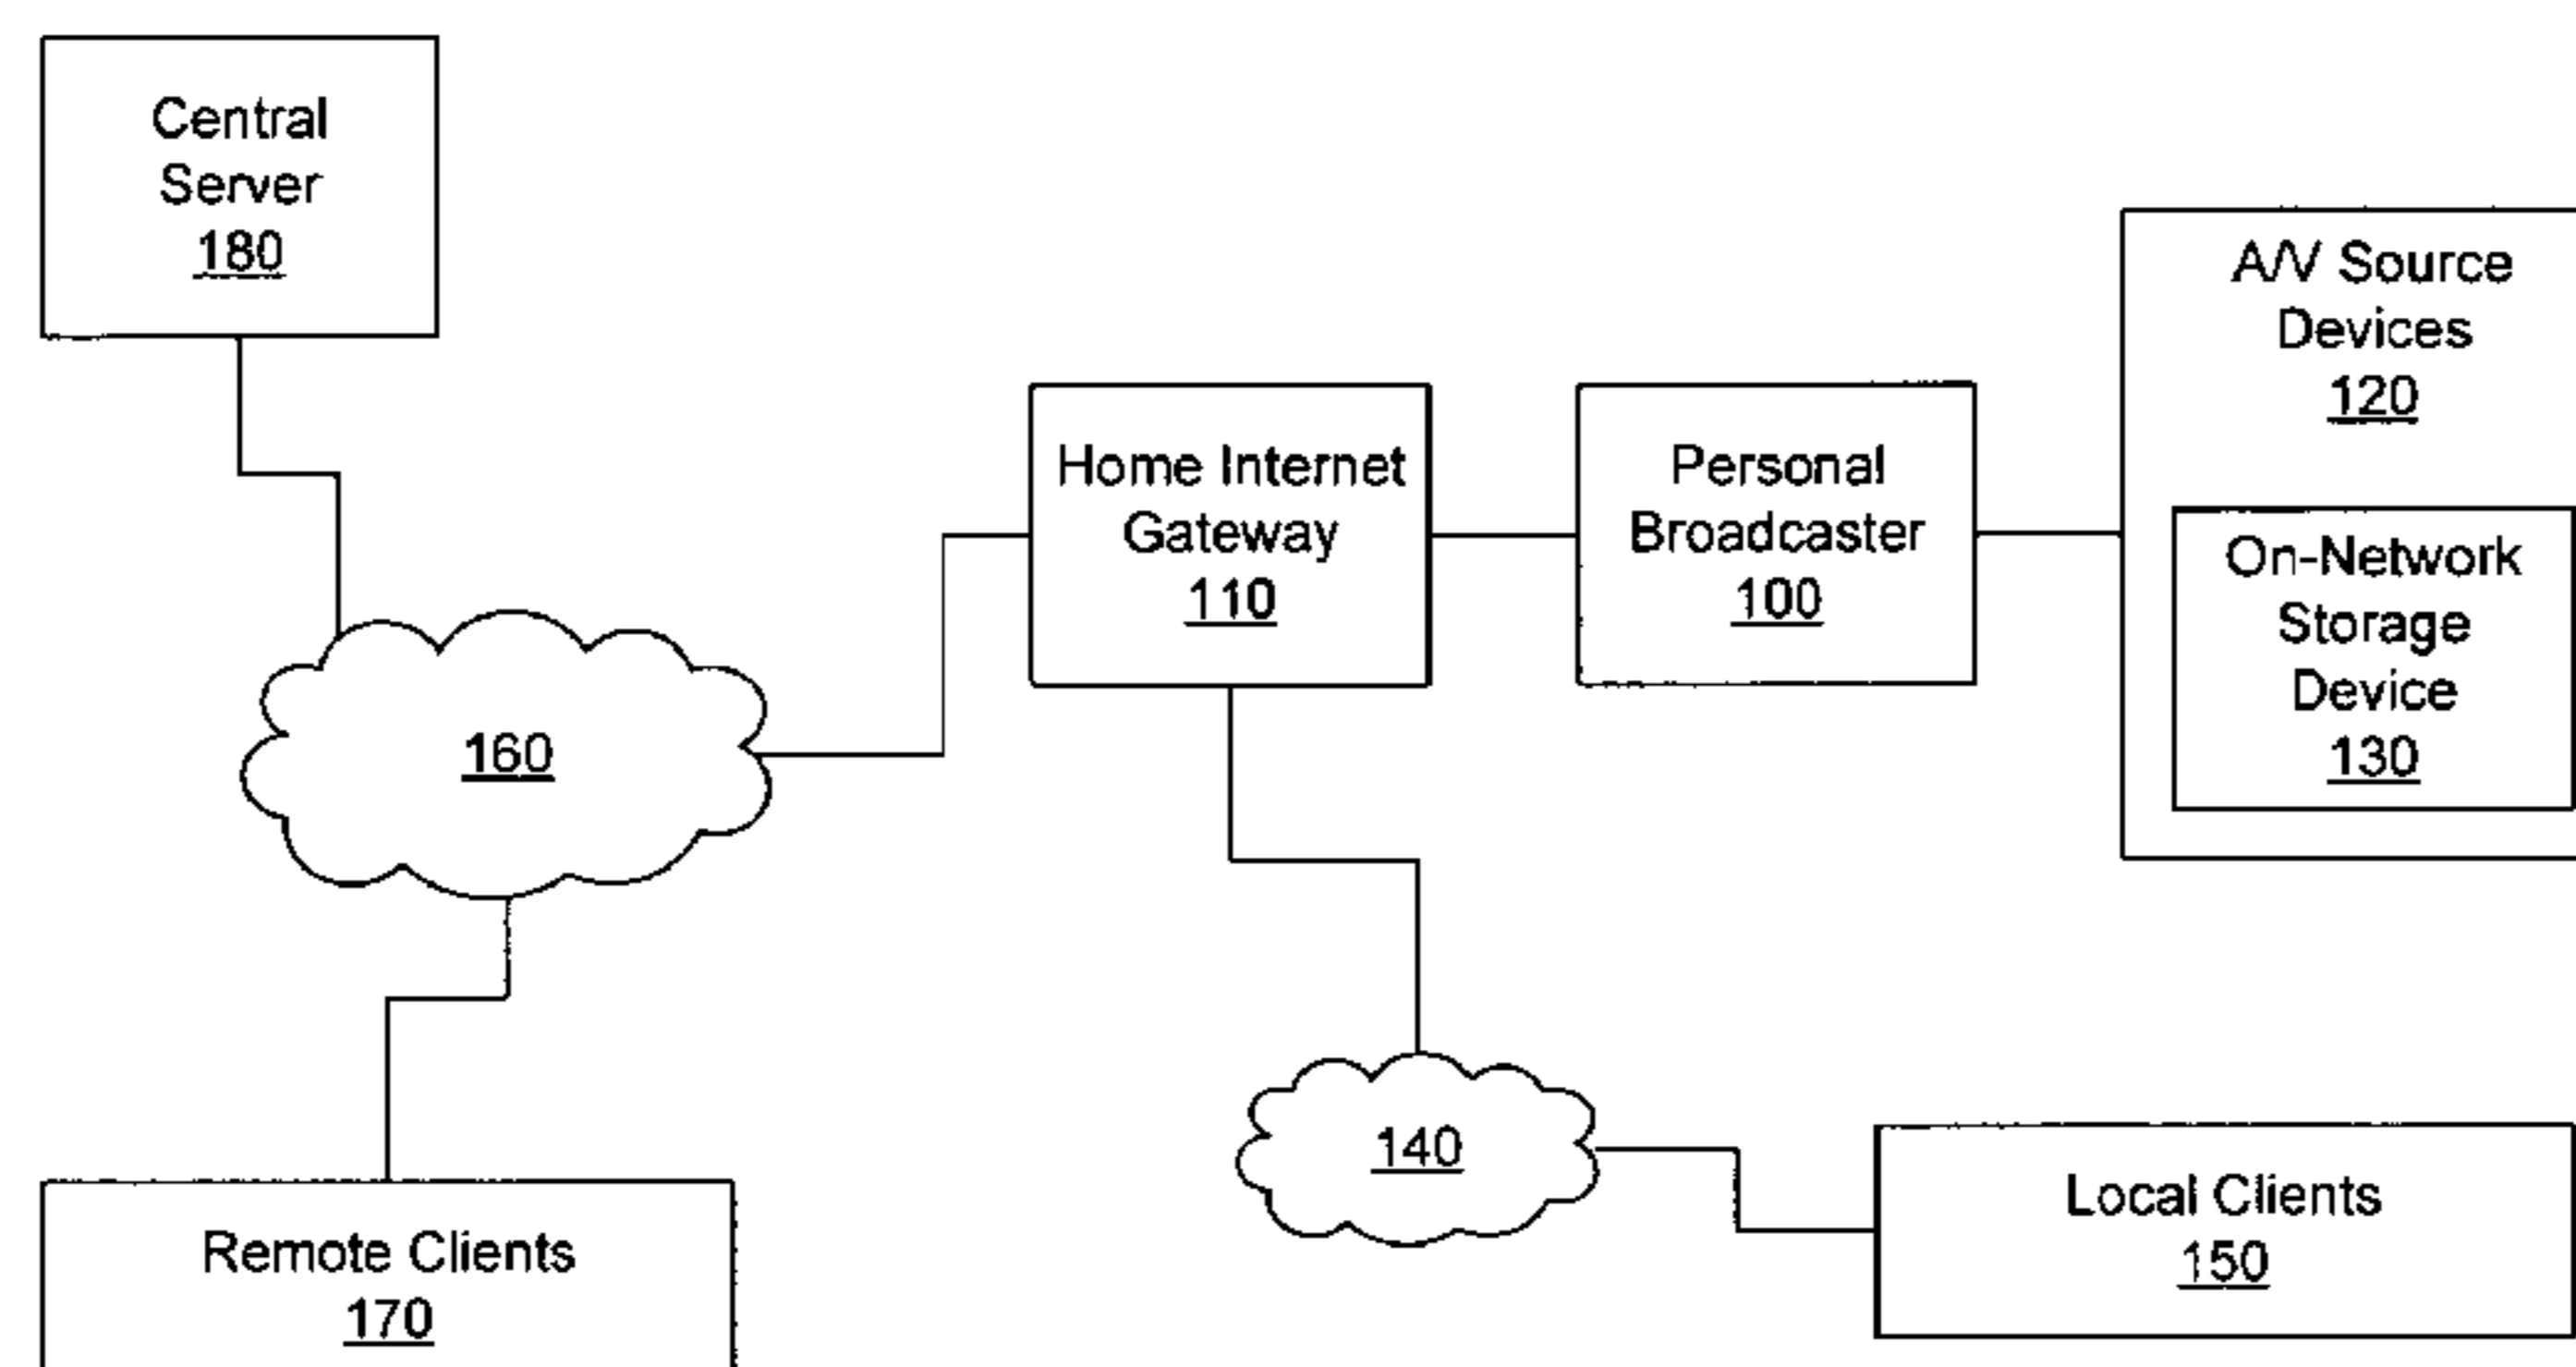 Central
Server
180
A/V Source
Devices
120
Home Internet
Gateway
110
Personal
Broadcaster
100
On-Network
Storage
Device
130
160
140
Local Clients
150
Remote Clients
170